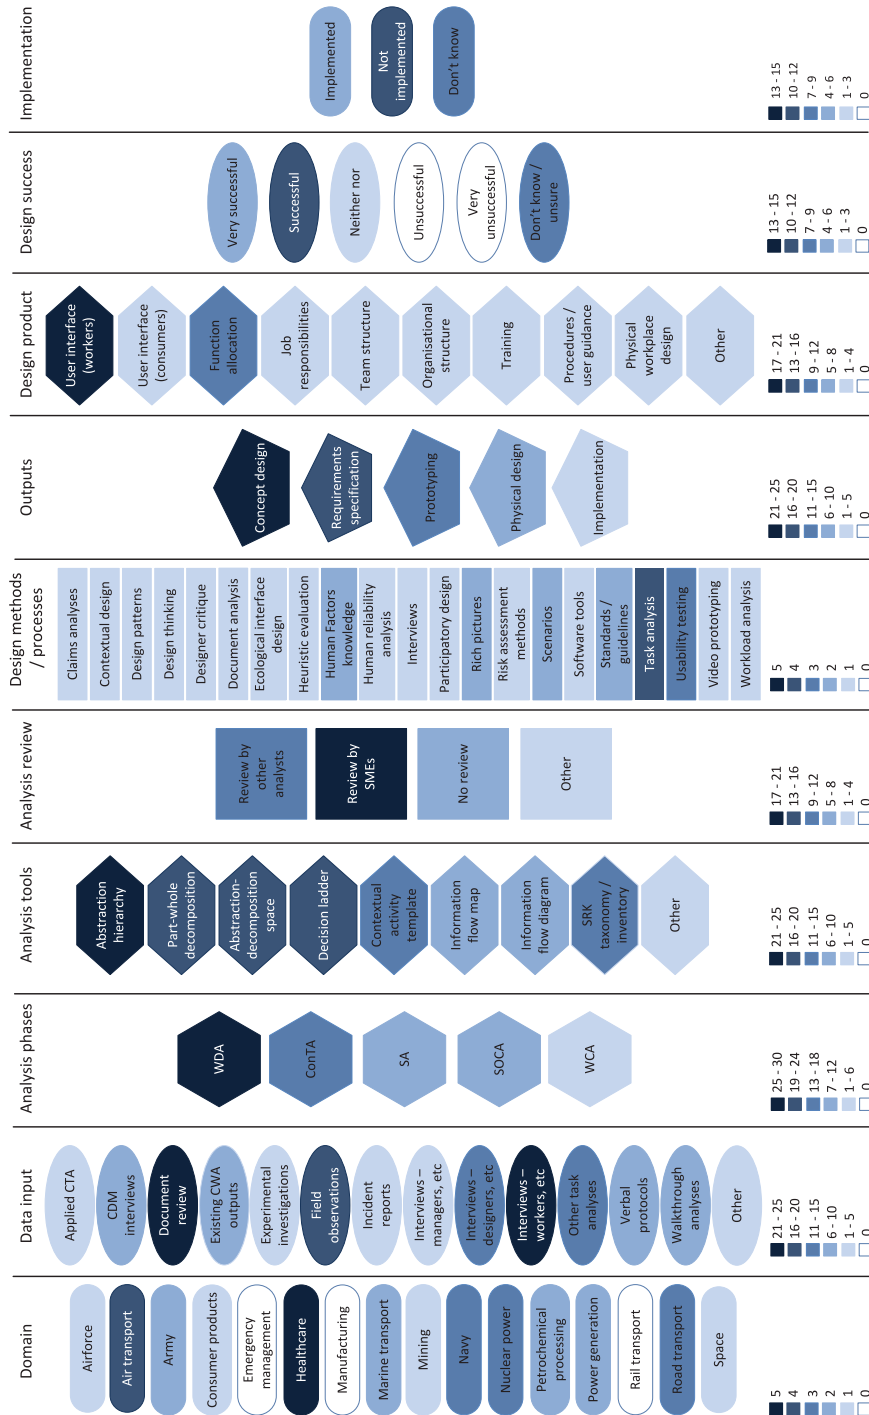 Domain
Airforce
Air transport
Army
Consumer products
Emergency
management
Healthcare
Manufacturing
Marine transport
Mining
Navy
Nuclear power
Petrochemical
processing
Power generation
Rail transport
Road transport
Space
5
4
3
2
1
0
Data input
Applied CTA
CDM
interviews
Document
review
Existing CWA
outputs
Experimental
investigations
Field
observations
Incident
reports
Interviews –
managers, etc
Interviews –
designers, etc
Interviews –
workers, etc
Other task
analyses
Verbal
protocols
Walkthrough
analyses
Other
21 - 25
16 - 20
11 - 15
6 - 10
1 - 5
0
Analysis phases
WDA
ConTA
SA
SOCA
WCA
25 - 30
19 - 24
13 - 18
7 - 12
1 - 6
0
Analysis tools
Abstraction
hierarchy
Part-whole
decomposition
Abstraction-
decomposition
space
Decision ladder
Contextual
activity
template
Information
flow map
Information
flow diagram
SRK
taxonomy /
inventory
Other
21 - 25
16 - 20
11 - 15
6 - 10
1 - 5
0
Analysis review
Review by
other
analysts
Review by
SMEs
No review
Other
17 - 21
13 - 16
9 - 12
5 - 8
1 - 4
0
Design methods
/ processes
Claims analyses
Contextual design
Design patterns
Design thinking
Designer critique
Document analysis
Ecological interface
design
Heuristic evaluation
Human Factors
knowledge
Human reliability
analysis
Interviews
Participatory design
Rich pictures
Risk assessment
methods
Scenarios
Software tools
Standards /
guidelines
Task analysis
Usability testing
Video prototyping
Workload analysis
5
4
3
2
1
0
Outputs
Concept design
Requirements
specification
Prototyping
Physical design
Implementation
21 - 25
16 - 20
11 - 15
6 - 10
1 - 5
0
Design product
User interface
(workers)
User interface
(consumers)
Function
allocation
Job
responsibilities
Team structure
Organisational
structure
Training
Procedures /
user guidance
Physical
workplace
design
Other
17 - 21
13 - 16
9 - 12
5 - 8
1 - 4
0
Design success
Very successful
Successful
Neither nor
Unsuccessful
Very
unsuccessful
Don't know /
unsure
13 - 15
10 - 12
7 - 9
4 - 6
1 - 3
0
Implementation
Implemented
Not
implemented
Don't know
13 - 15
10 - 12
7 - 9
4 - 6
1 - 3
0